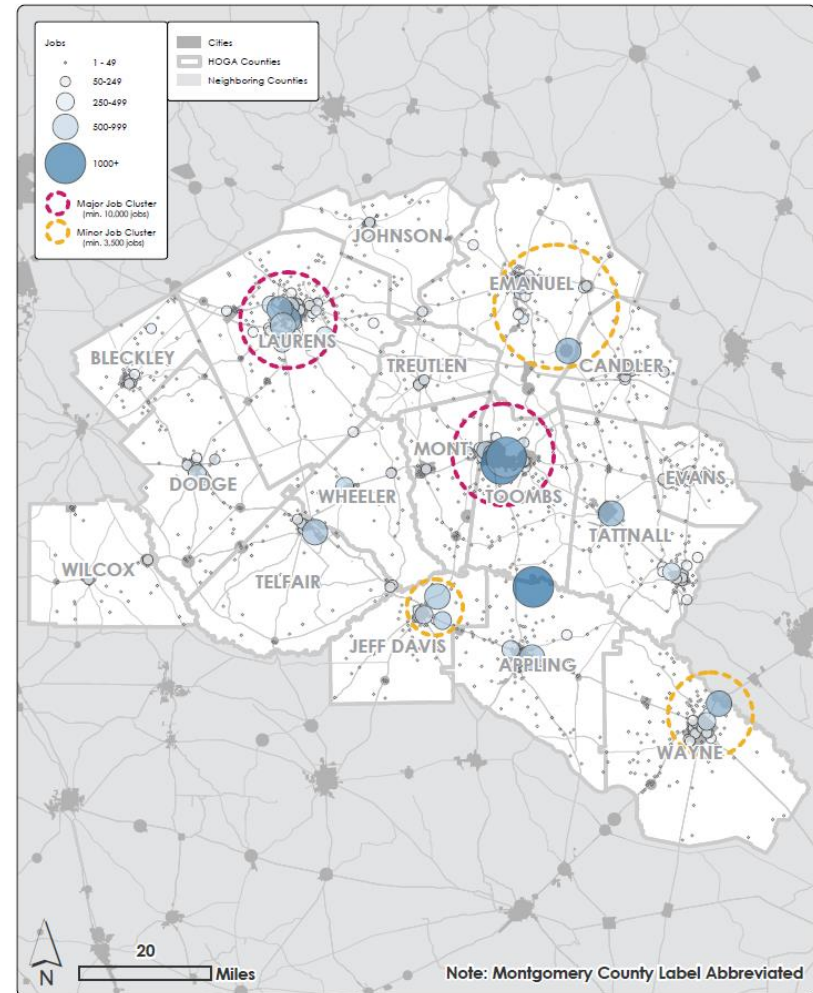 Jobs
1 - 49
50-249
250-499
500-999
1000+
Major Job Cluster
(min. 10,000 jobs)
Minor Job Cluster
(min. 3,500 jobs)
Cities
HOGA Counties
Neighboring Counties
JOHNSON
EMANUEL
LAURENS
BLECKLEY
TREUTLEN
CANDLER
MONT
DODGE
WHEELER
TOOMBS
EVANS
TATTNALL
WILCOX
TELFAIR
JEFF DAVIS
APPLING
WAYNE
N
20
Miles
Note: Montgomery County Label Abbreviated